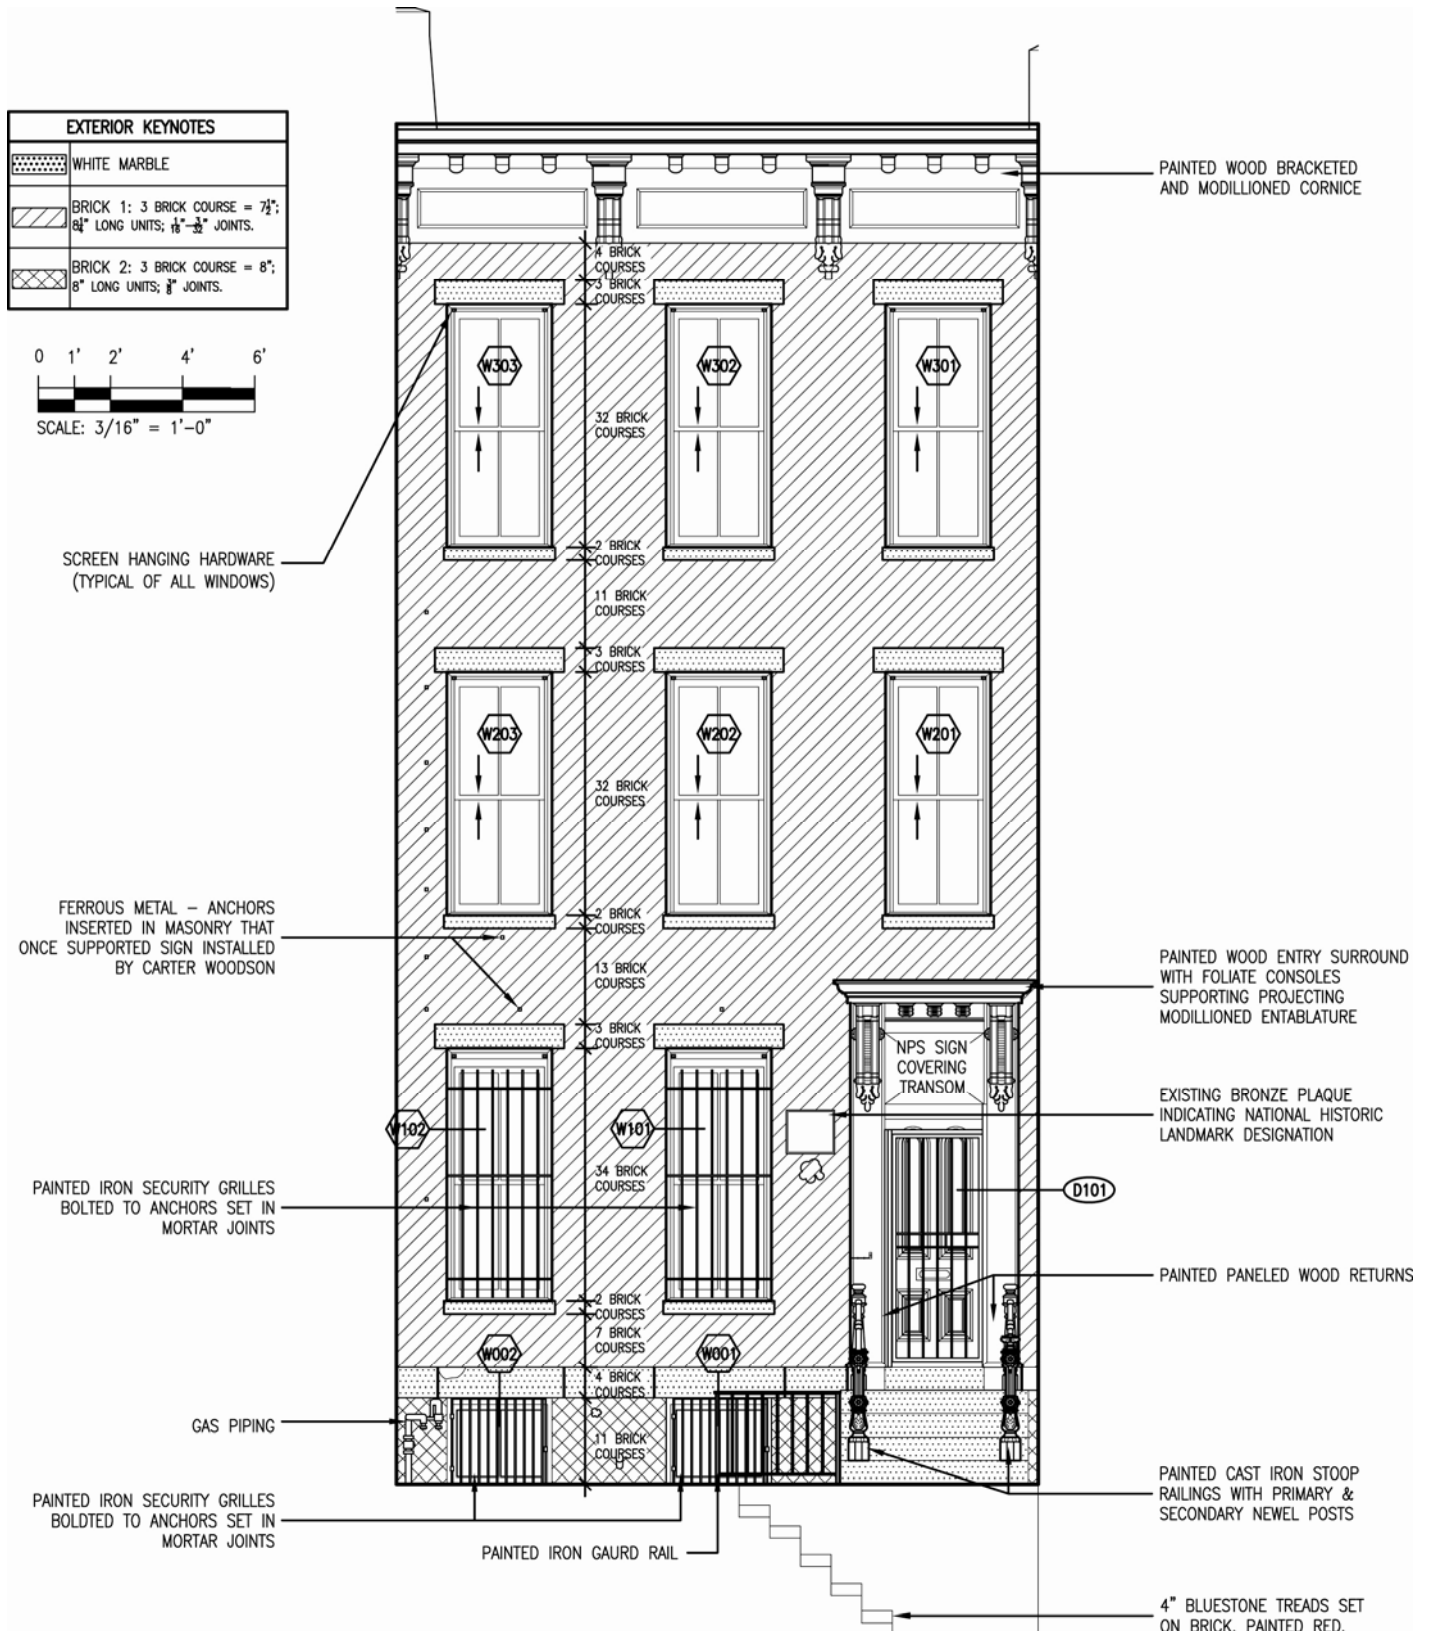 EXTERIOR KEYNOTES
WHITE MARBLE
BRICK 1: 3 BRICK COURSE = 7½";
8¼" LONG UNITS; 1/16"-3/32" JOINTS.
BRICK 2: 3 BRICK COURSE = 8";
8" LONG UNITS; ⅜" JOINTS.
0 1' 2' 4' 6'
SCALE: 3/16" = 1'-0"
PAINTED WOOD BRACKETED
AND MODILLIONED CORNICE
4 BRICK
COURSES
3 BRICK
COURSES
W303
W302
W301
32 BRICK
COURSES
SCREEN HANGING HARDWARE
(TYPICAL OF ALL WINDOWS)
2 BRICK
COURSES
11 BRICK
COURSES
3 BRICK
COURSES
W203
W202
W201
32 BRICK
COURSES
FERROUS METAL – ANCHORS
INSERTED IN MASONRY THAT
ONCE SUPPORTED SIGN INSTALLED
BY CARTER WOODSON
2 BRICK
COURSES
13 BRICK
COURSES
PAINTED WOOD ENTRY SURROUND
WITH FOLIATE CONSOLES
SUPPORTING PROJECTING
MODILLIONED ENTABLATURE
3 BRICK
COURSES
NPS SIGN
COVERING
TRANSOM
EXISTING BRONZE PLAQUE
INDICATING NATIONAL HISTORIC
LANDMARK DESIGNATION
W102
W101
34 BRICK
COURSES
D101
PAINTED IRON SECURITY GRILLES
BOLTED TO ANCHORS SET IN
MORTAR JOINTS
PAINTED PANELED WOOD RETURNS
2 BRICK
COURSES
7 BRICK
COURSES
W002
W001
4 BRICK
COURSES
GAS PIPING
11 BRICK
COURSES
PAINTED CAST IRON STOOP
RAILINGS WITH PRIMARY &
SECONDARY NEWEL POSTS
PAINTED IRON SECURITY GRILLES
BOLDTED TO ANCHORS SET IN
MORTAR JOINTS
PAINTED IRON GAURD RAIL
4" BLUESTONE TREADS SET
ON BRICK. PAINTED RED.